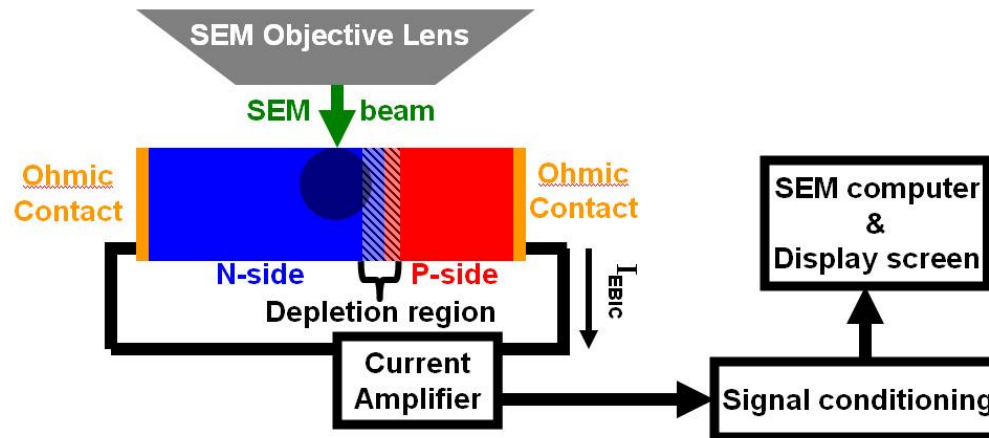 SEM Objective Lens
SEM beam
Ohmic
Contact
Ohmic
Contact
N-side
P-side
Depletion region
I_EBIC
Current
Amplifier
Signal conditioning
SEM computer
&
Display screen